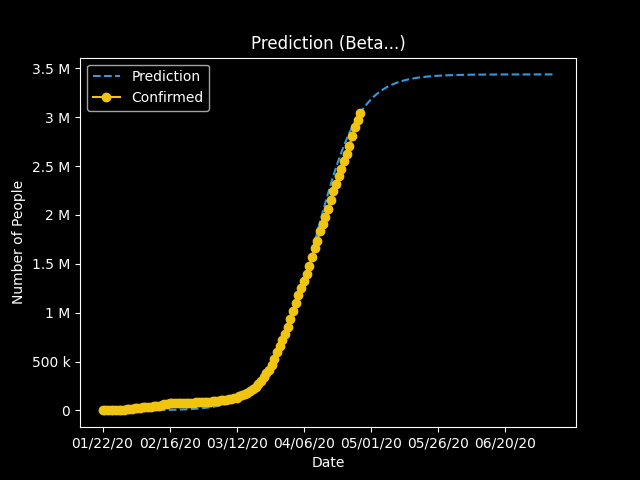 Prediction (Beta...)
Prediction
Confirmed
3.5 M
3 M
2.5 M
2 M
1.5 M
1 M
500 k
0
Number of People
01/22/20 02/16/20 03/12/20 04/06/20 05/01/20 05/26/20 06/20/20
Date